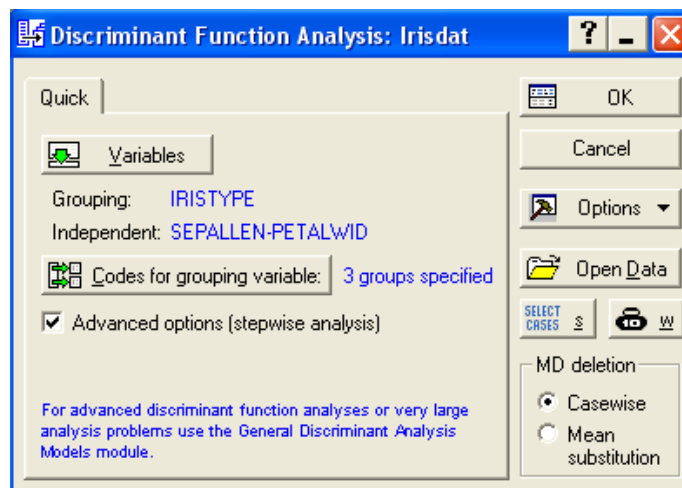 Discriminant Function Analysis: Irisdat
?
Quick
Variables
Grouping: IRISTYPE
Independent: SEPALLEN-PETALWID
Codes for grouping variable: 3 groups specified
Advanced options (stepwise analysis)
For advanced discriminant function analyses or very large
analysis problems use the General Discriminant Analysis
Models module.
OK
Cancel
Options
Open Data
SELECT
CASES S
W
MD deletion
Casewise
Mean
substitution